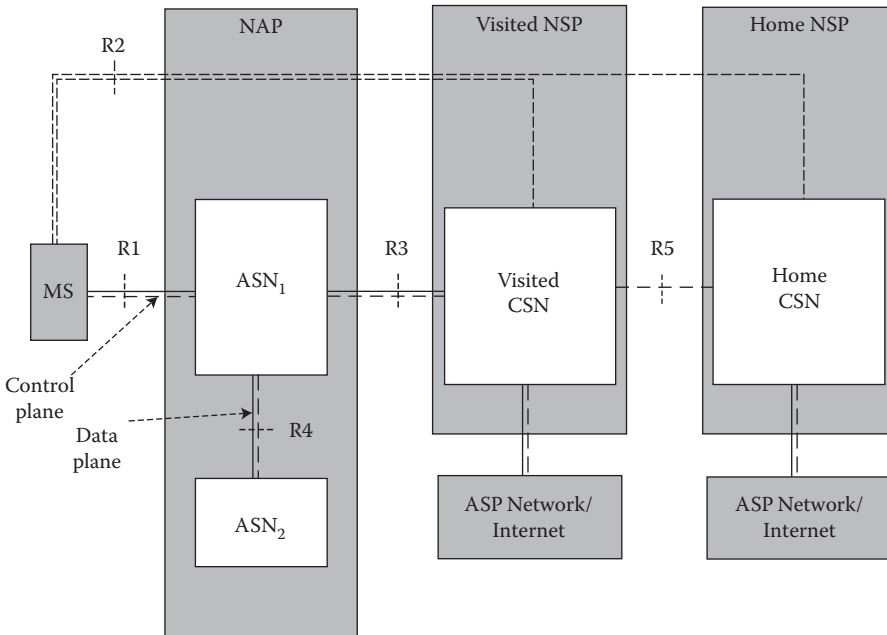 NAP
Visited NSP
Home NSP
R2
R1
R3
R5
MS
ASN1
Visited
CSN
Home
CSN
Control
plane
Data
plane
R4
ASN2
ASP Network/
Internet
ASP Network/
Internet